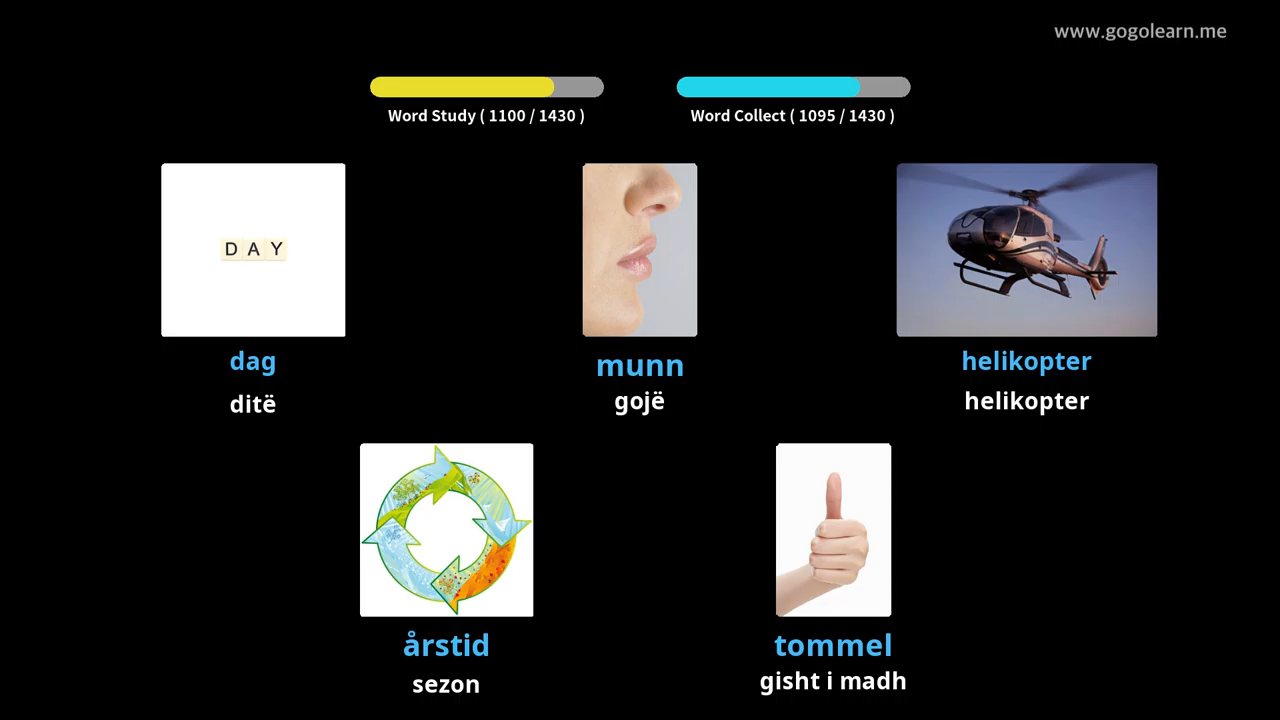 www.gogolearn.me
Word Study ( 1100 / 1430 )
Word Collect ( 1095 / 1430 )
DAY
dag
ditë
munn
gojë
helikopter
helikopter
årstid
sezon
tommel
gisht i madh